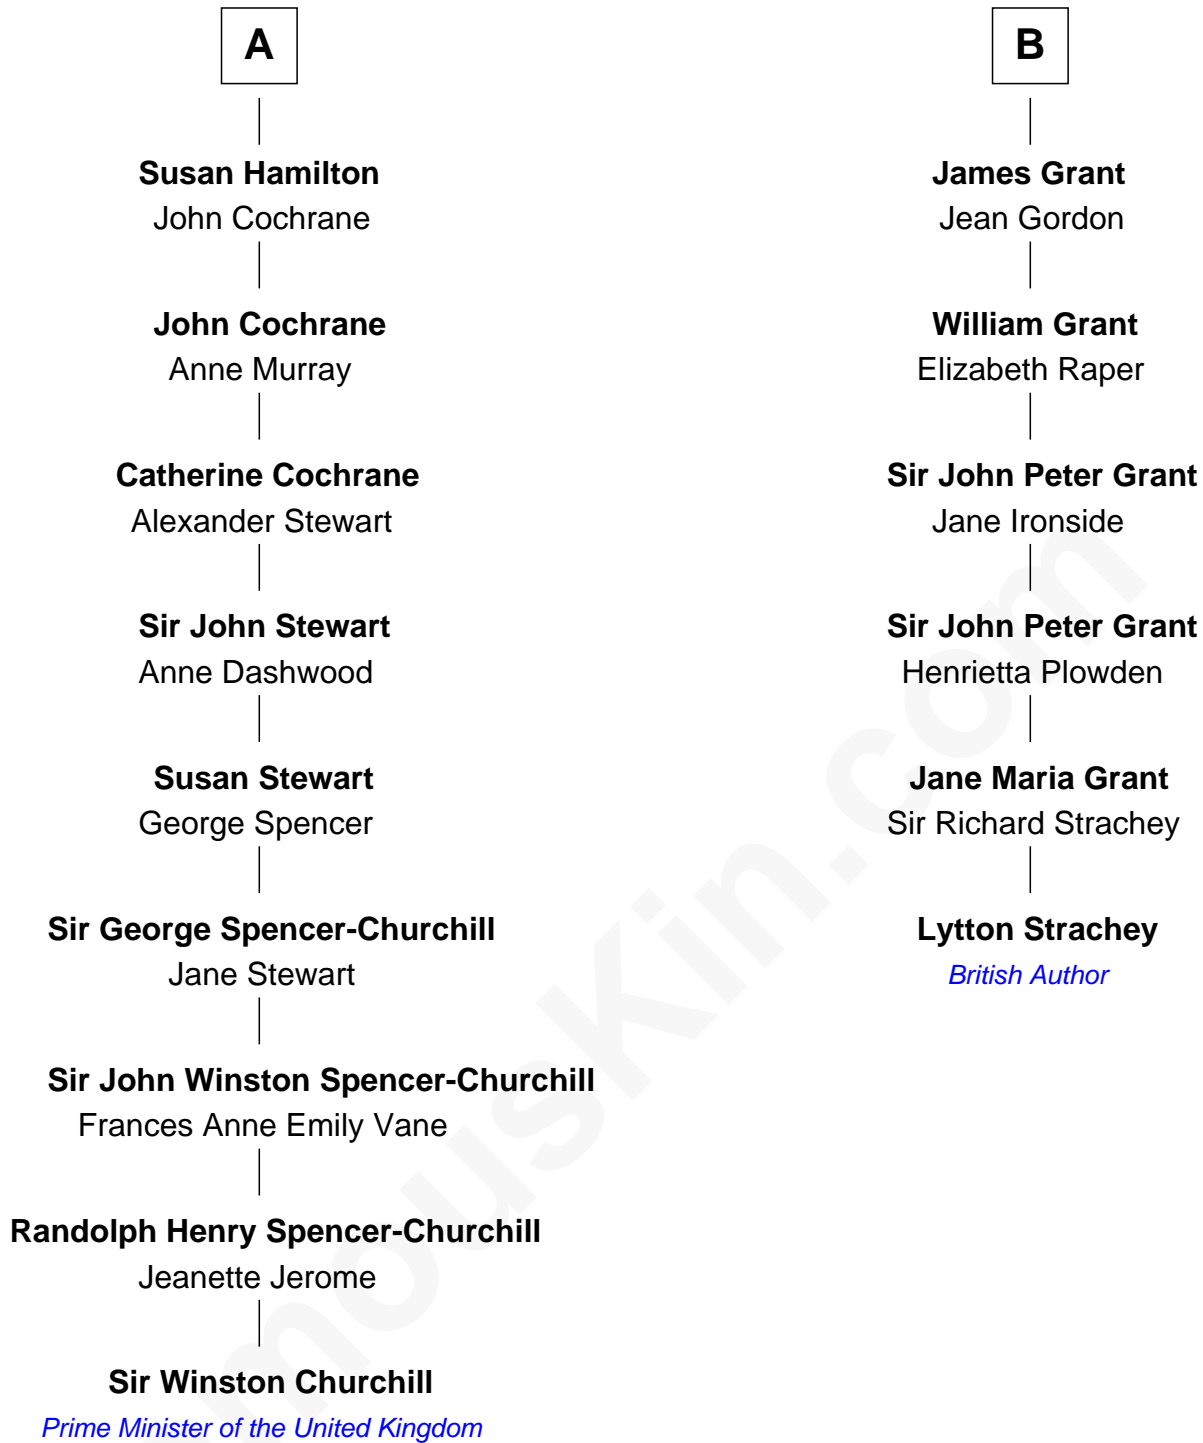 A
Susan Hamilton
John Cochrane
John Cochrane
Anne Murray
Catherine Cochrane
Alexander Stewart
Sir John Stewart
Anne Dashwood
Susan Stewart
George Spencer
Sir George Spencer-Churchill
Jane Stewart
Sir John Winston Spencer-Churchill
Frances Anne Emily Vane
Randolph Henry Spencer-Churchill
Jeanette Jerome
Sir Winston Churchill
Prime Minister of the United Kingdom
B
James Grant
Jean Gordon
William Grant
Elizabeth Raper
Sir John Peter Grant
Jane Ironside
Sir John Peter Grant
Henrietta Plowden
Jane Maria Grant
Sir Richard Strachey
Lytton Strachey
British Author
mousKin.com